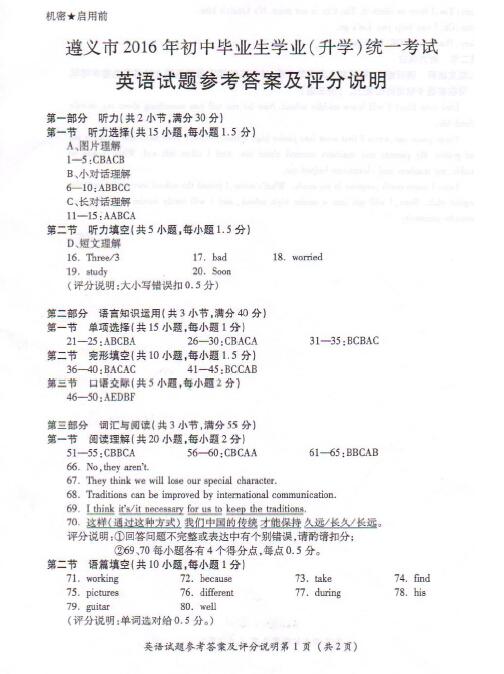 机密★启用前
遵义市2016年初中毕业生学业(升学)统一考试
英语试题参考答案及评分说明
第一部分 听力(共2小节,满分30分)
第一节 听力选择(共15小题,每小题1.5分)
A、图片理解
1—5:CBACB
B、小对话理解
6—10:ABBCC
C、长对话理解
11—15:AABCA
第二节 听力填空(共5小题,每小题1.5分)
D、短文理解
16. Three/3 17. bad 18. worried
19. study 20. Soon
(评分说明:大小写错误扣0.5分)
第二部分 语言知识运用(共3小节,满分40分)
第一节 单项选择(共15小题,每小题1分)
21—25:ABCBA 26—30:CBACA 31—35:BCBAC
第二节 完形填空(共10小题,每小题1.5分)
36—40:BACAC 41—45:BCCAB
第三节 口语交际(共5小题,每小题2分)
46—50:AEDBF
第三部分 词汇与阅读(共3小节,满分55分)
第一节 阅读理解(共20小题,每小题2分)
51—55:CBBCA 56—60:CBCAA 61—65:BBCAB
66. No, they aren't.
67. They think we will lose our special character.
68. Traditions can be improved by international communication.
69. I think it's/it necessary for us to keep the traditions.
70. 这样(通过这种方式)我们中国的传统才能保持久远/长久/长远。
评分说明:①回答问题不完整或表达中有个别错误,请酌请扣分;
②69、70每小题各有4个得分点,每点0.5分。
第二节 语篇填空(共10小题,每小题1分)
71. working 72. because 73. take 74. find
75. pictures 76. different 77. during 78. his
79. guitar 80. well
(评分说明:单词选对给0.5分。)
英语试题参考答案及评分说明第1页(共2页)